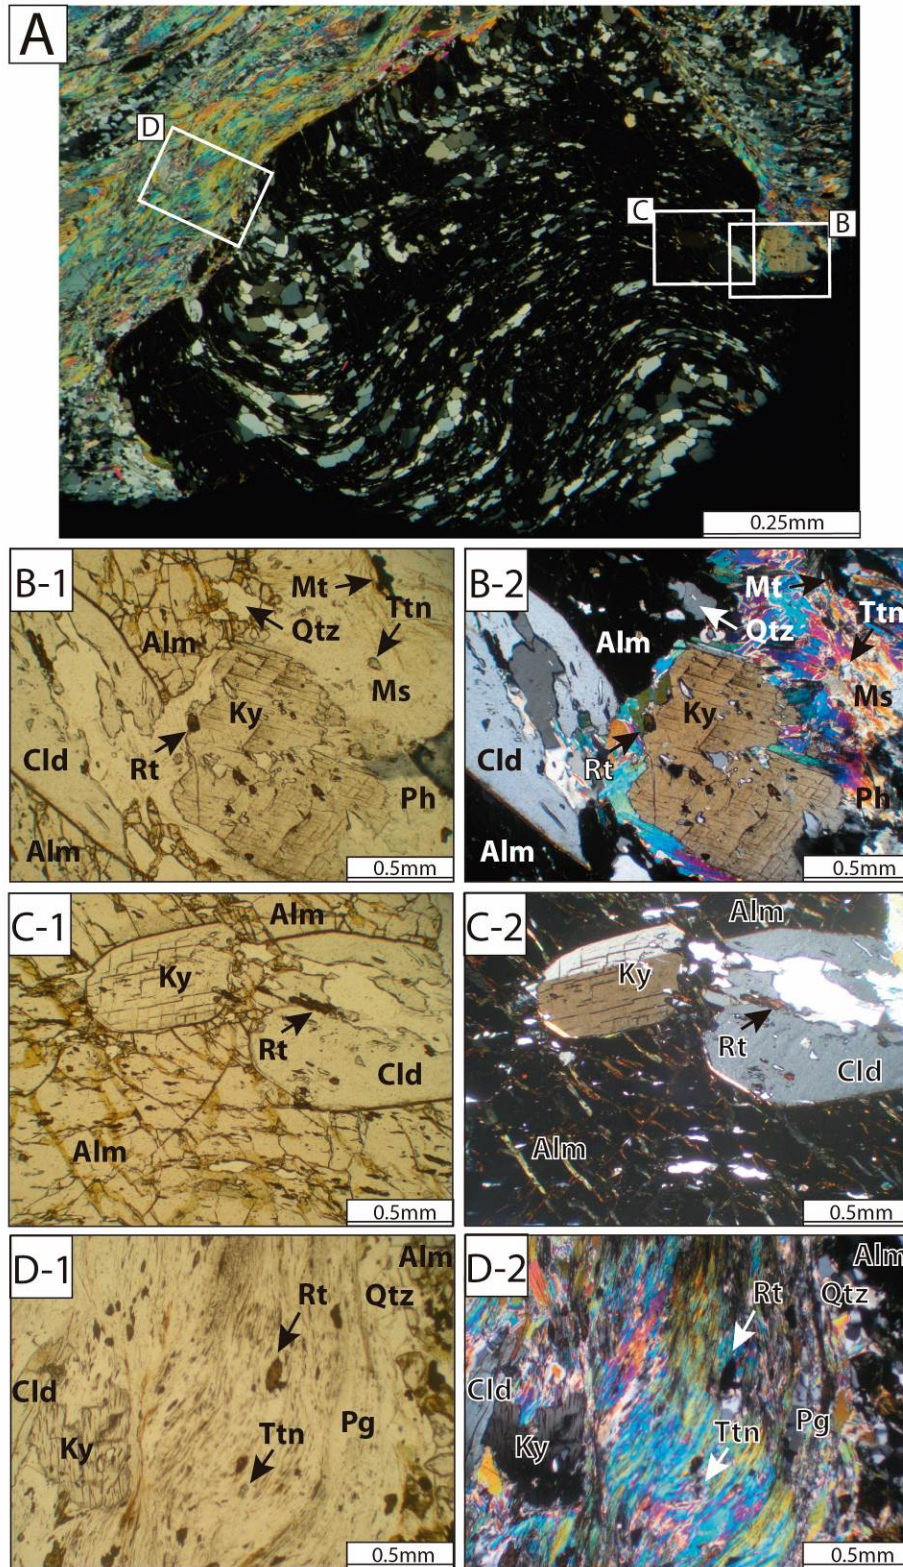 A
D
C
B
0.25mm
B-1
Mt
Ttn
Qtz
Alm
Ms
Ky
Cld
Rt
Ph
Alm
0.5mm
B-2
Mt
Ttn
Qtz
Alm
Ms
Ky
Rt
Ph
Alm
0.5mm
C-1
Alm
Ky
Rt
Cld
Alm
0.5mm
C-2
Alm
Ky
Rt
Cld
Alm
0.5mm
D-1
Alm
Rt
Qtz
Cld
Ttn
Pg
Ky
0.5mm
D-2
Alm
Rt
Qtz
Cld
Ttn
Pg
Ky
0.5mm